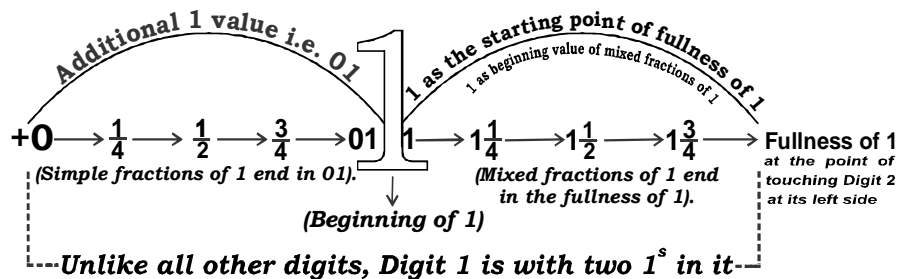 Additional 1 value i.e. 01
1 as the starting point of fullness of 1
1 as beginning value of mixed fractions of 1
+0 → 1/4 → 1/2 → 3/4 → 01 1 1 → 1 1/4 → 1 1/2 → 1 3/4 → Fullness of 1
at the point of
touching Digit 2
at its left side
(Simple fractions of 1 end in 01).
(Mixed fractions of 1 end
in the fullness of 1).
(Beginning of 1)
Unlike all other digits, Digit 1 is with two 1s in it